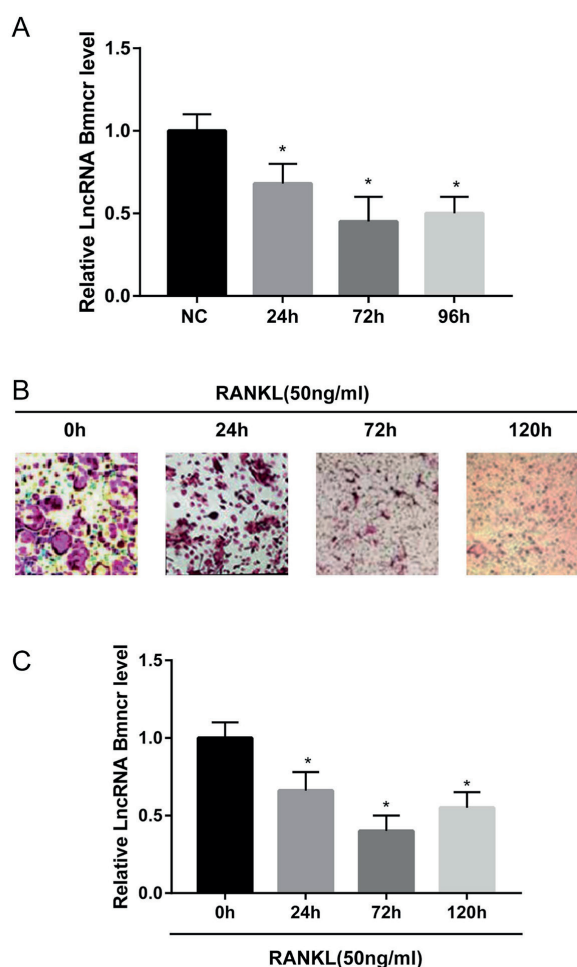 A
Relative LncRNA Bmncr level
1.5
1.0
0.5
0.0
*
*
*
NC 24h 72h 96h
B
RANKL(50ng/ml)
0h 24h 72h 120h
C
Relative LncRNA Bmncr level
1.5
1.0
0.5
0.0
*
*
*
0h 24h 72h 120h
RANKL(50ng/ml)